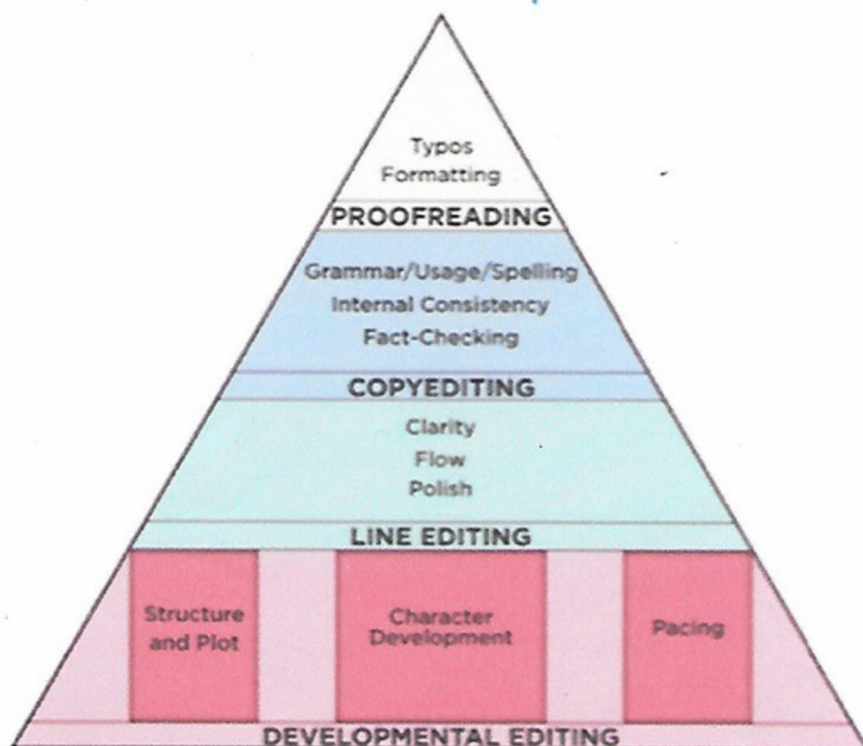 Typos
Formatting
PROOFREADING
Grammar/Usage/Spelling
Internal Consistency
Fact-Checking
COPYEDITING
Clarity
Flow
Polish
LINE EDITING
Structure
and Plot
Character
Development
Pacing
DEVELOPMENTAL EDITING